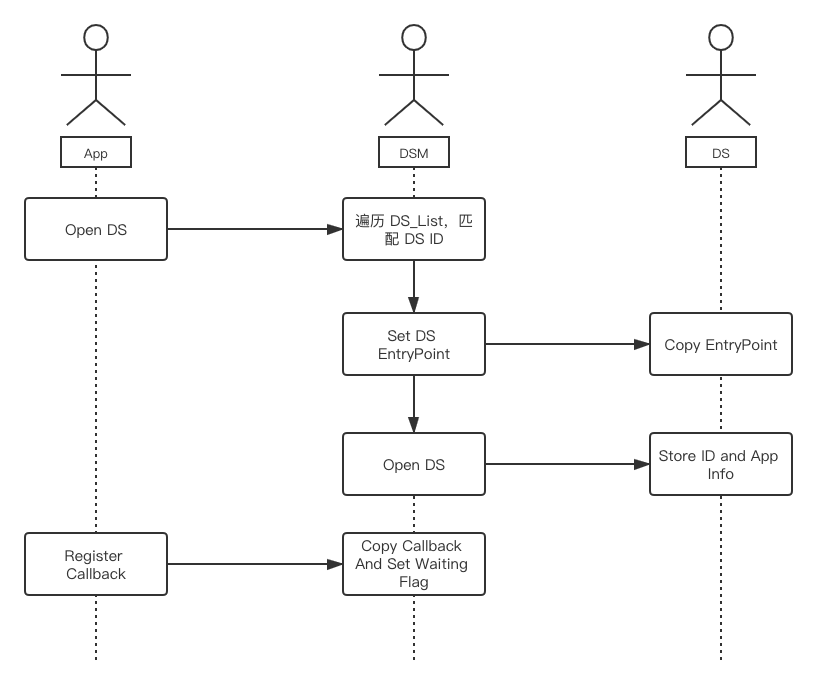 App
DSM
DS
Open DS
遍历 DS_List，匹
配 DS ID
Set DS
EntryPoint
Copy EntryPoint
Open DS
Store ID and App
Info
Register
Callback
Copy Callback
And Set Waiting
Flag